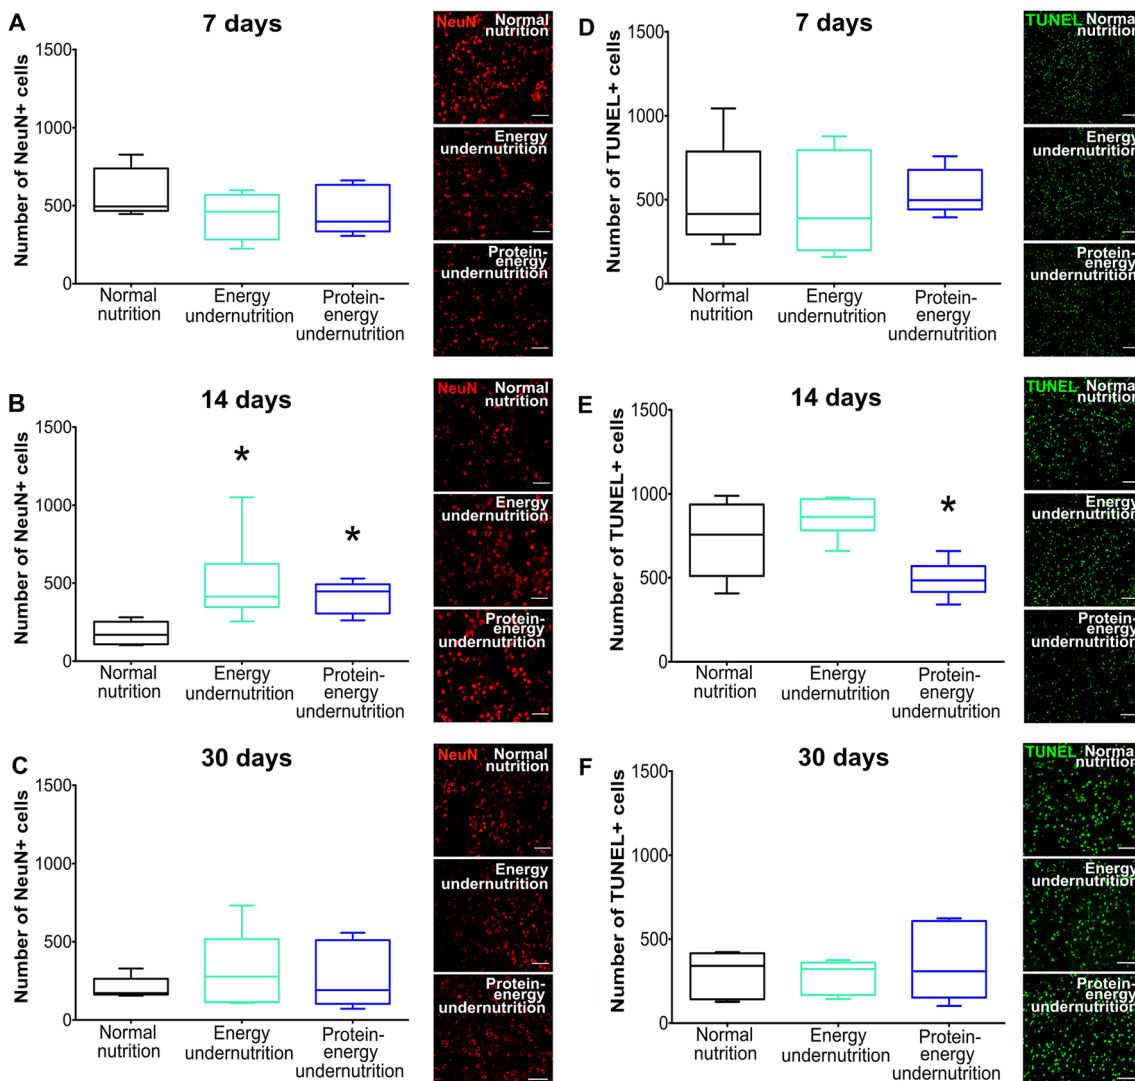 A
7 days
Number of NeuN+ cells
1500
1000
500
0
Normal
nutrition
Energy
undernutrition
Protein-
energy
undernutrition
NeuN Normal
nutrition
Energy
undernutrition
Protein-
energy
undernutrition
D
7 days
Number of TUNEL+ cells
1500
1000
500
0
Normal
nutrition
Energy
undernutrition
Protein-
energy
undernutrition
TUNEL Normal
nutrition
Energy
undernutrition
Protein-
energy
undernutrition
B
14 days
Number of NeuN+ cells
1500
1000
500
0
*
*
Normal
nutrition
Energy
undernutrition
Protein-
energy
undernutrition
NeuN Normal
nutrition
Energy
undernutrition
Protein-
energy
undernutrition
E
14 days
Number of TUNEL+ cells
1500
1000
500
0
*
Normal
nutrition
Energy
undernutrition
Protein-
energy
undernutrition
TUNEL Normal
nutrition
Energy
undernutrition
Protein-
energy
undernutrition
C
30 days
Number of NeuN+ cells
1500
1000
500
0
Normal
nutrition
Energy
undernutrition
Protein-
energy
undernutrition
NeuN Normal
nutrition
Energy
undernutrition
Protein-
energy
undernutrition
F
30 days
Number of TUNEL+ cells
1500
1000
500
0
Normal
nutrition
Energy
undernutrition
Protein-
energy
undernutrition
TUNEL Normal
nutrition
Energy
undernutrition
Protein-
energy
undernutrition